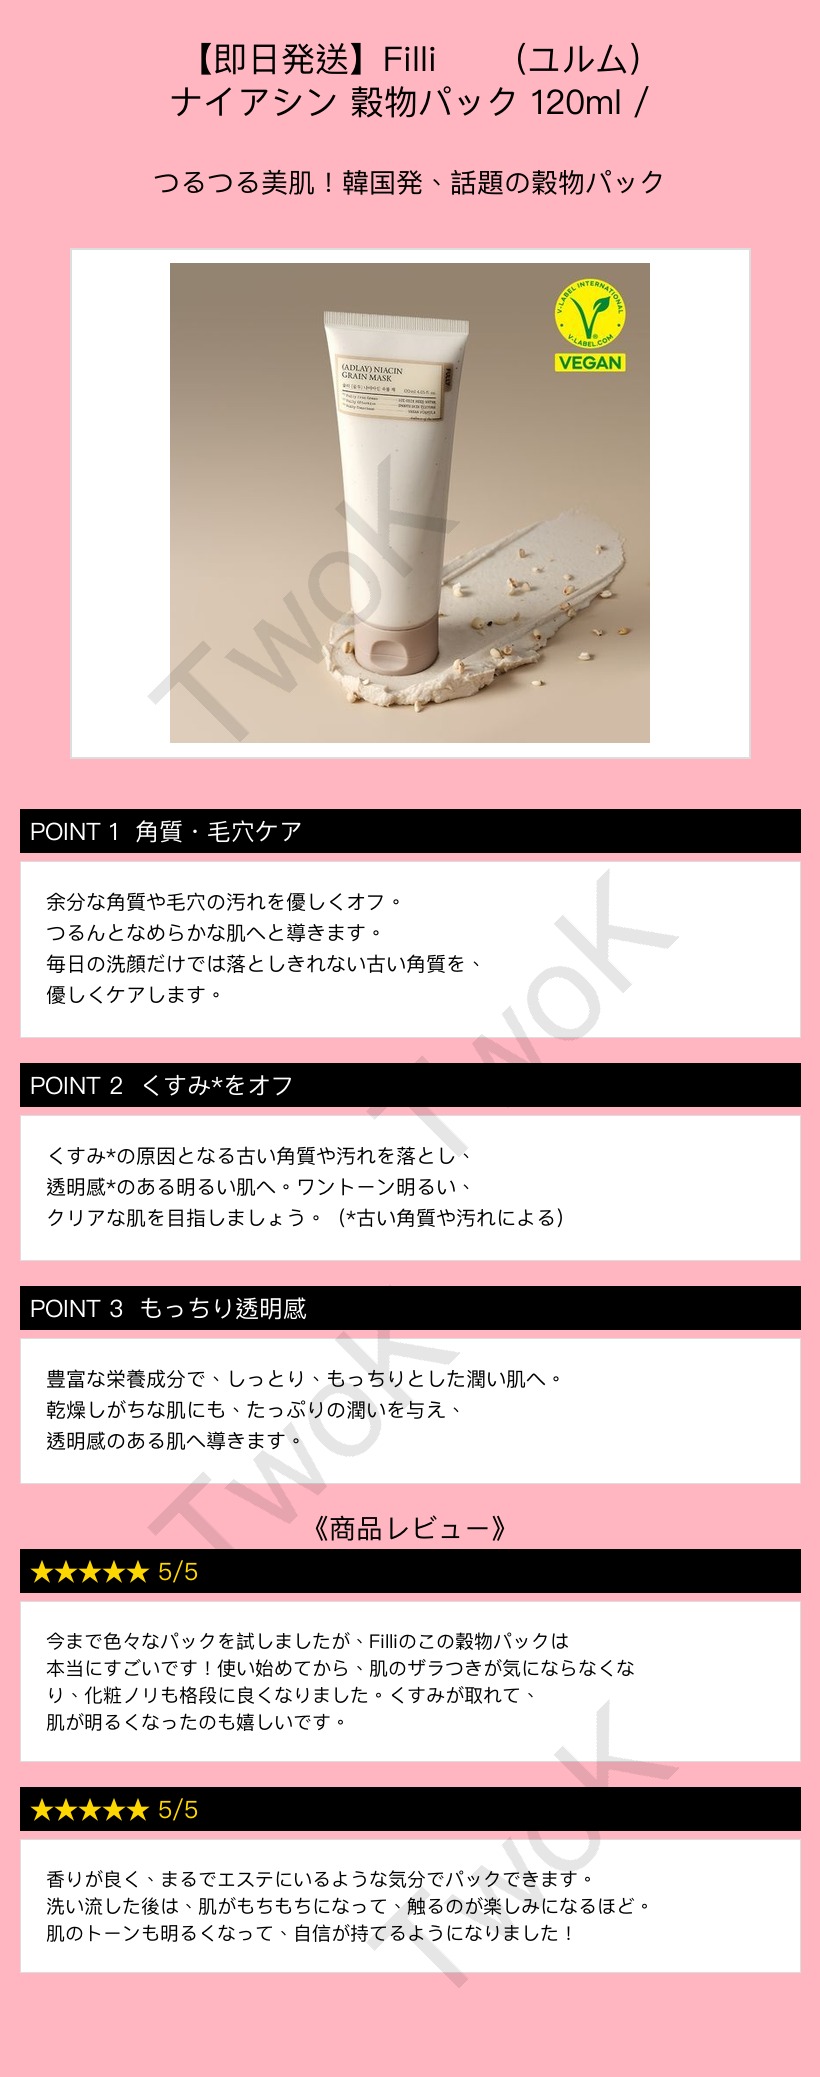 【即日発送】Filli　　（ユルム）
ナイアシン 穀物パック 120ml /
つるつる美肌！韓国発、話題の穀物パック
V-LABEL INTERNATIONAL
V-LABEL.COM
VEGAN
(ADLAY) NIACIN
GRAIN MASK
TwoK
POINT 1 角質・毛穴ケア
余分な角質や毛穴の汚れを優しくオフ。
つるんとなめらかな肌へと導きます。
毎日の洗顔だけでは落としきれない古い角質を、
優しくケアします。
TwoK
POINT 2 くすみ*をオフ
くすみ*の原因となる古い角質や汚れを落とし、
透明感*のある明るい肌へ。ワントーン明るい、
クリアな肌を目指しましょう。（*古い角質や汚れによる）
POINT 3 もっちり透明感
豊富な栄養成分で、しっとり、もっちりとした潤い肌へ。
乾燥しがちな肌にも、たっぷりの潤いを与え、
透明感のある肌へ導きます。
TwoK
《商品レビュー》
★★★★★ 5/5
今まで色々なパックを試しましたが、Filliのこの穀物パックは
本当にすごいです！使い始めてから、肌のザラつきが気にならなくな
り、化粧ノリも格段に良くなりました。くすみが取れて、
肌が明るくなったのも嬉しいです。
★★★★★ 5/5
香りが良く、まるでエステにいるような気分でパックできます。
洗い流した後は、肌がもちもちになって、触るのが楽しみになるほど。
肌のトーンも明るくなって、自信が持てるようになりました！
TwoK